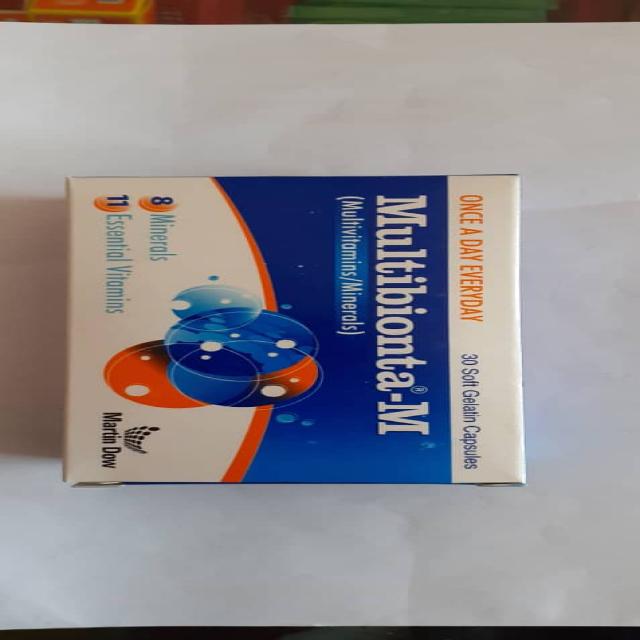 ONCE A DAY EVERYDAY
30 Soft Gelatin Capsules
Multibionta®-M
(Multivitamins/Minerals)
8 Minerals
11 Essential Vitamins
Martin Dow